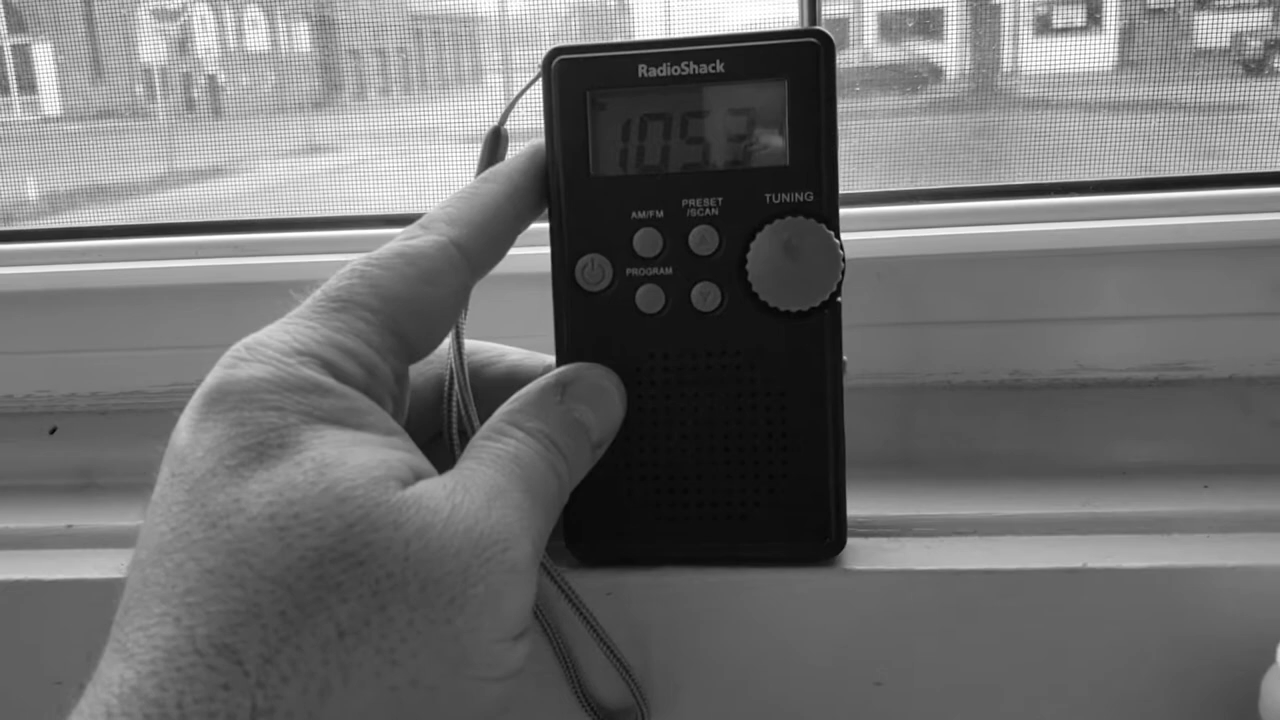 RadioShack
105.3
TUNING
PRESET
/SCAN
AM/FM
PROGRAM